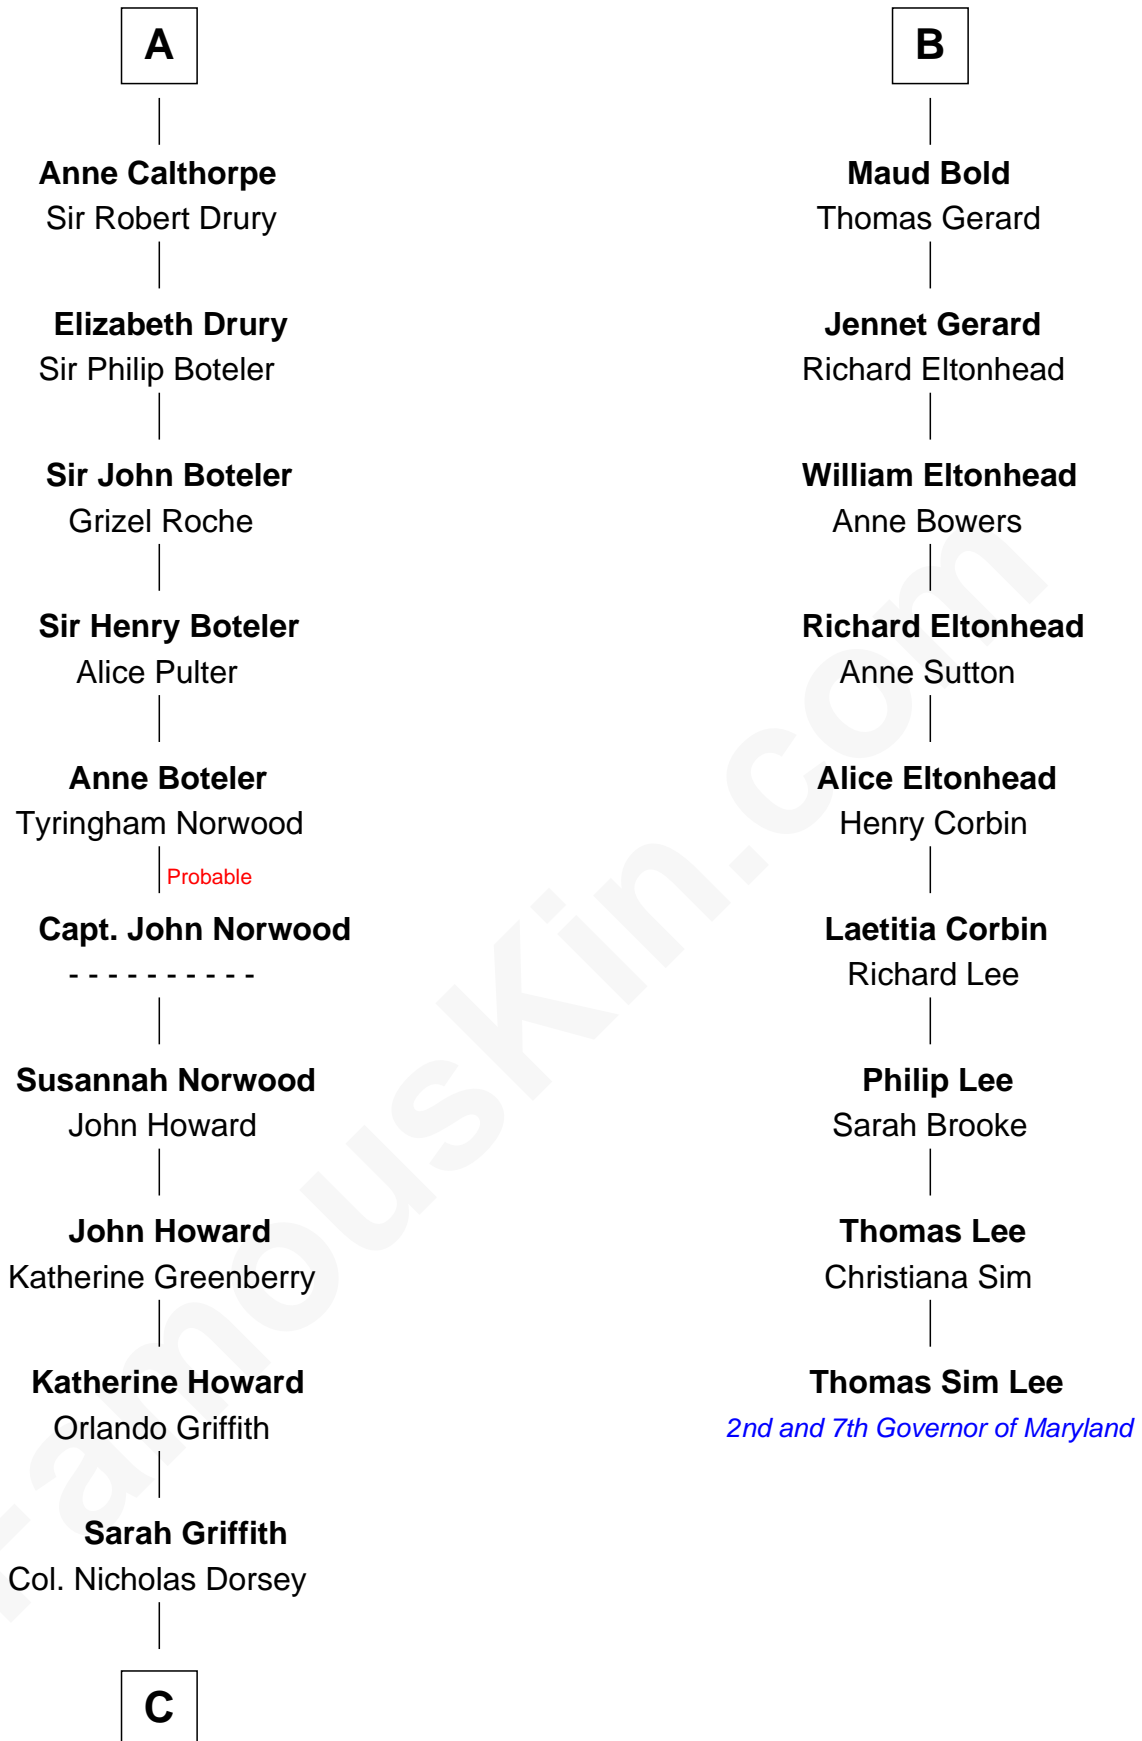 A
Anne Calthorpe
Sir Robert Drury
Elizabeth Drury
Sir Philip Boteler
Sir John Boteler
Grizel Roche
Sir Henry Boteler
Alice Pulter
Anne Boteler
Tyringham Norwood
Probable
Capt. John Norwood
- - - - - - - - - -
Susannah Norwood
John Howard
John Howard
Katherine Greenberry
Katherine Howard
Orlando Griffith
Sarah Griffith
Col. Nicholas Dorsey
C
B
Maud Bold
Thomas Gerard
Jennet Gerard
Richard Eltonhead
William Eltonhead
Anne Bowers
Richard Eltonhead
Anne Sutton
Alice Eltonhead
Henry Corbin
Laetitia Corbin
Richard Lee
Philip Lee
Sarah Brooke
Thomas Lee
Christiana Sim
Thomas Sim Lee
2nd and 7th Governor of Maryland
FamousKin.com